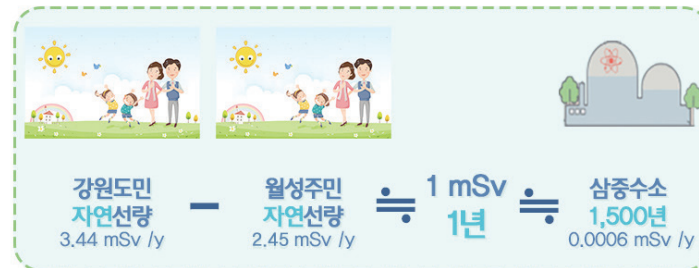 강원도민
자연선량
3.44 mSv /y
−
월성주민
자연선량
2.45 mSv /y
≒
1 mSv
1년
≒
삼중수소
1,500년
0.0006 mSv /y